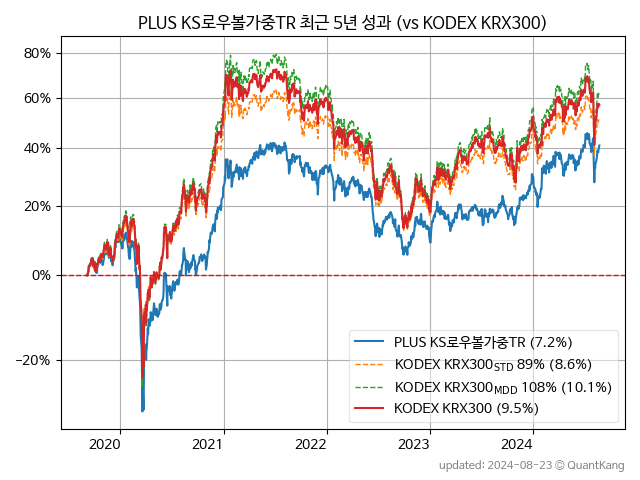 PLUS KS로우볼가중TR 최근 5년 성과 (vs KODEX KRX300)
80%
60%
40%
20%
0%
−20%
PLUS KS로우볼가중TR (7.2%)
KODEX KRX300STD 89% (8.6%)
KODEX KRX300MDD 108% (10.1%)
KODEX KRX300 (9.5%)
2020 2021 2022 2023 2024
updated: 2024-08-23 © QuantKang